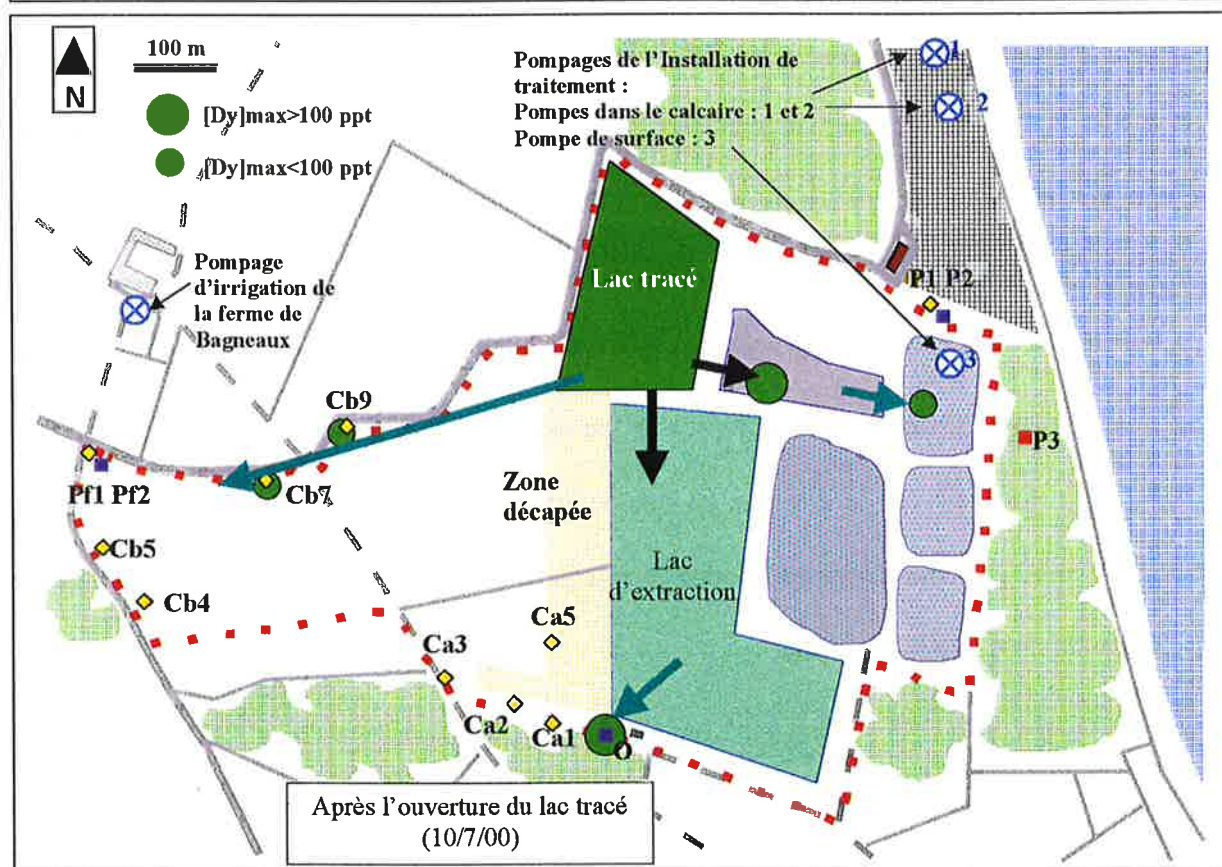 100 m
N
[Dy]max>100 ppt
[Dy]max<100 ppt
Pompages de l'Installation de
traitement :
Pompes dans le calcaire : 1 et 2
Pompe de surface : 3
1
2
Pompage
d'irrigation de
la ferme de
Bagneaux
Lac tracé
P1 P2
3
Cb9
P3
Pf1 Pf2
Cb7
Zone
décapée
Cb5
Lac
d'extraction
Cb4
Ca5
Ca3
Ca2
Ca1
O
Après l'ouverture du lac tracé
(10/7/00)